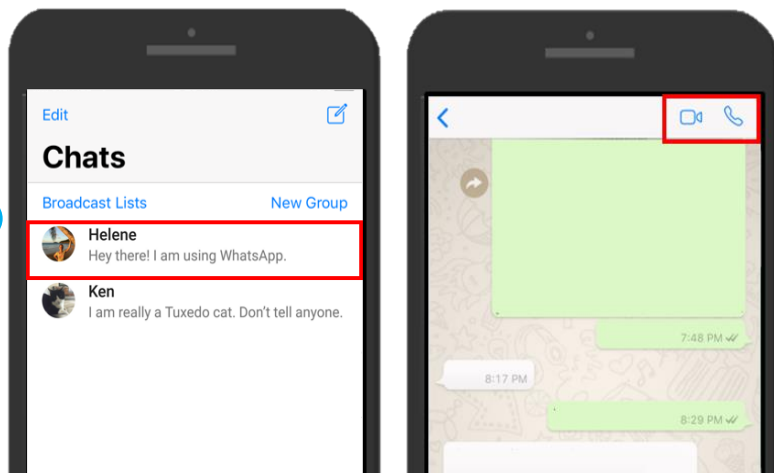 Edit
Chats
Broadcast Lists New Group
Helene
Hey there! I am using WhatsApp.
Ken
I am really a Tuxedo cat. Don't tell anyone.
7:48 PM
8:17 PM
8:29 PM